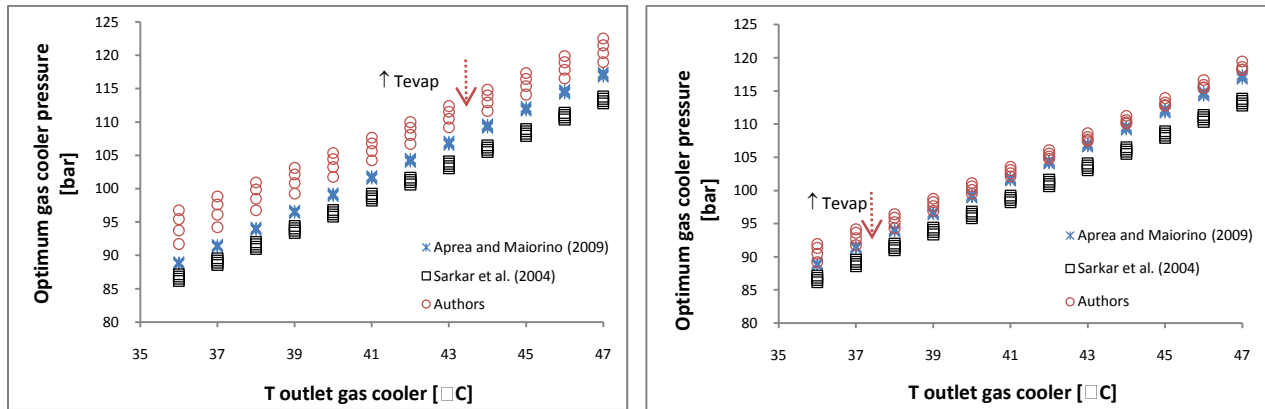 Optimum gas cooler pressure
[bar]
125
120
115
110
105
100
95
90
85
80
↑ Tevap
Aprea and Maiorino (2009)
Sarkar et al. (2004)
Authors
35 37 39 41 43 45 47
T outlet gas cooler [□C]
Optimum gas cooler pressure
[bar]
125
120
115
110
105
100
95
90
85
80
↑ Tevap
Aprea and Maiorino (2009)
Sarkar et al. (2004)
Authors
35 37 39 41 43 45 47
T outlet gas cooler [□C]